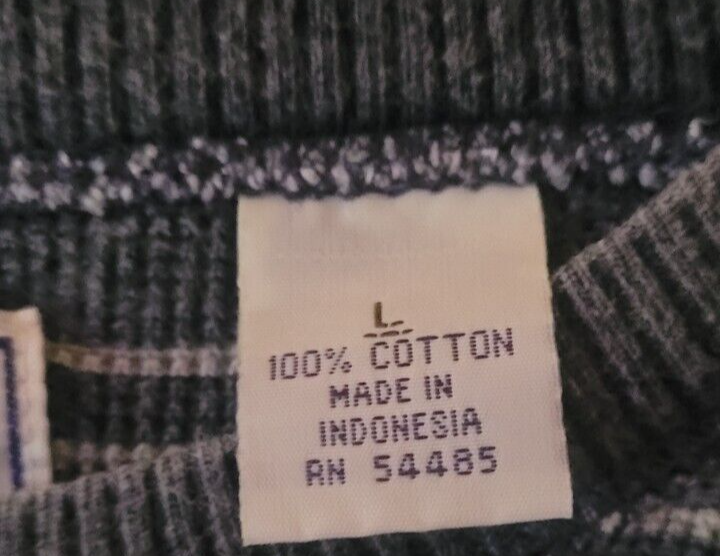 L
100% COTTON
MADE IN
INDONESIA
RN 54485